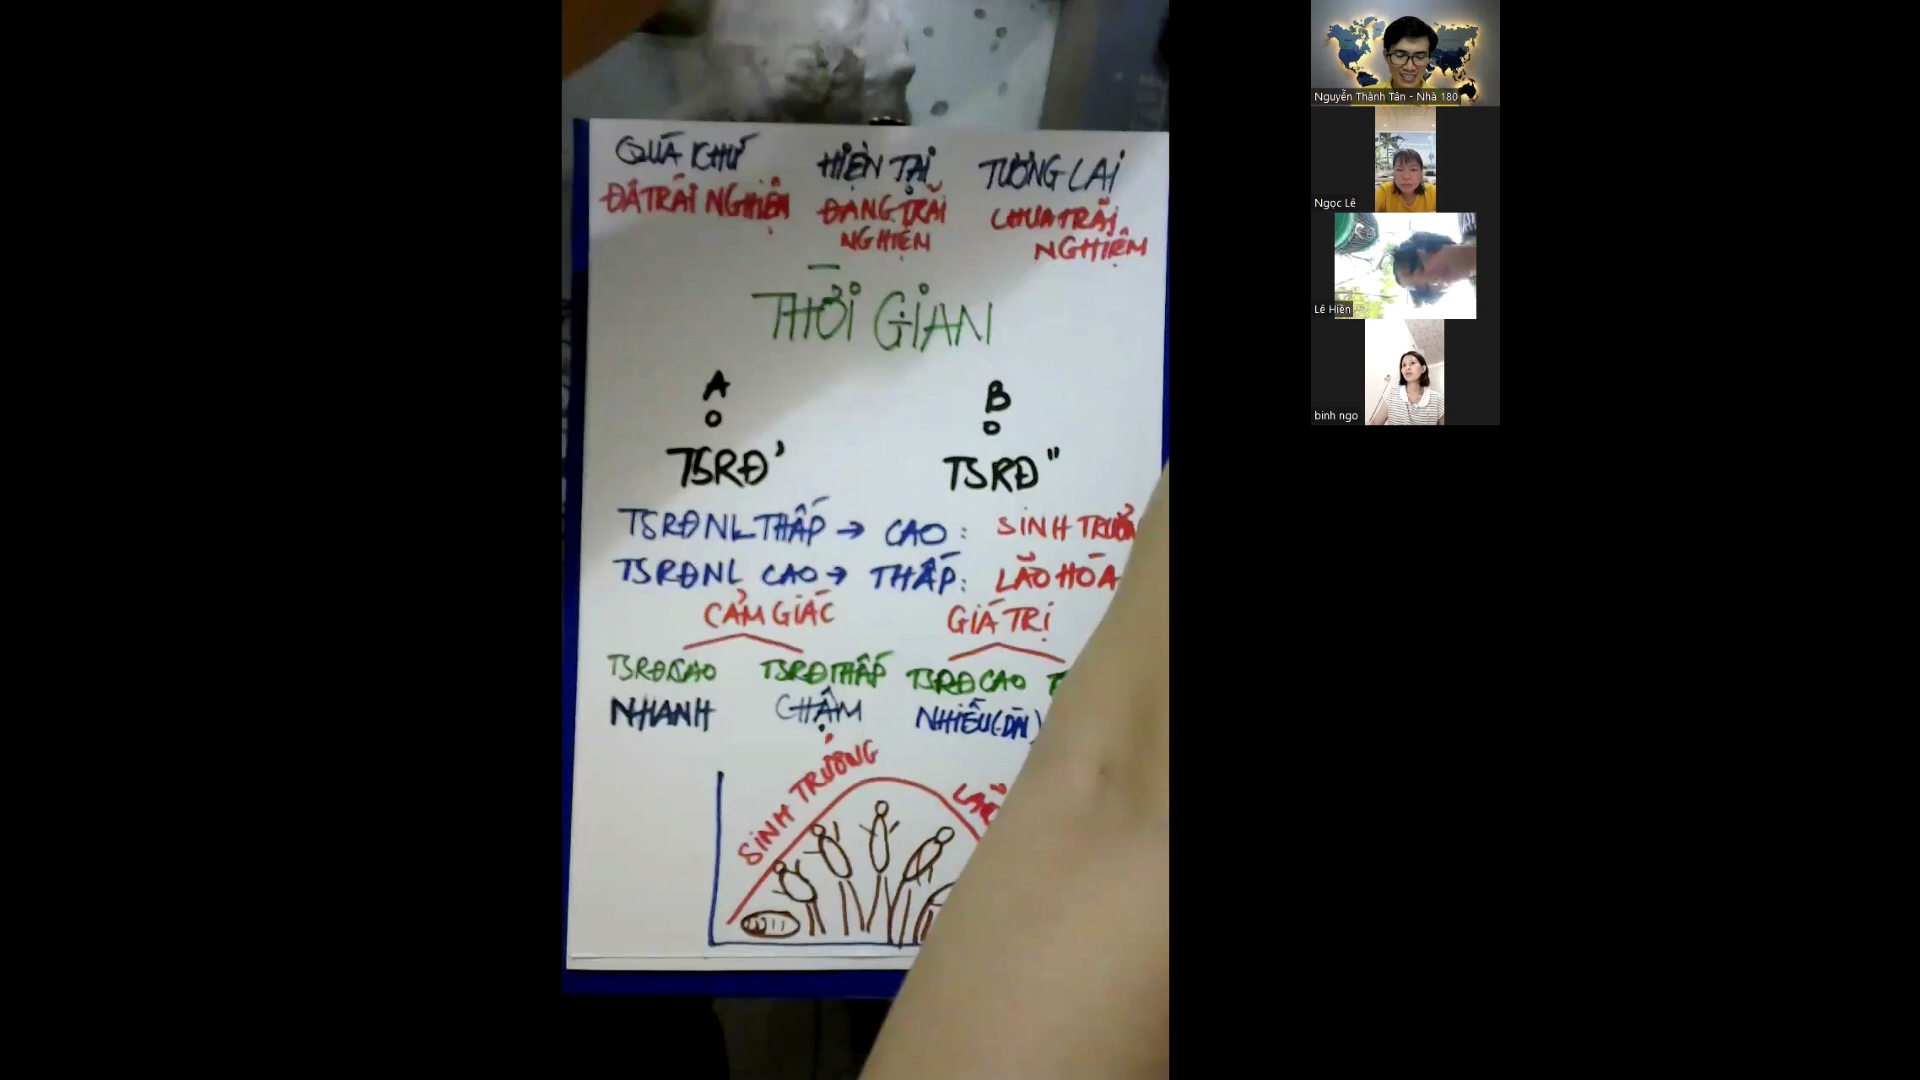 QUÁ KHỨ HIỆN TẠI TƯƠNG LAI
ĐÃ TRẢI NGHIỆM ĐANG TRẢI NGHIỆM CHƯA TRẢI NGHIỆM
THỜI GIAN
A B
TSRĐ' TSRĐ"
TSRĐNL THẤP → CAO: SINH TRƯỞN
TSRĐNL CAO → THẤP: LÃO HÓA
CẢM GIÁC GIÁ TRỊ
TSRĐ CAO TSRĐ THẤP TSRĐ CAO T
NHANH CHẬM NHIỀU (DÀI)
SINH TRƯỞNG LÃO
Nguyễn Thành Tân - Nhà 180
Ngọc Lê
Lê Hiền
binh ngo